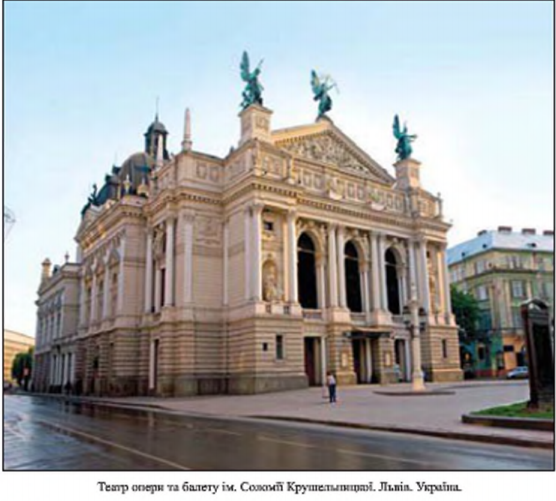 Театр опери та балету ім. Соломії Крушельницької. Львів. Україна.